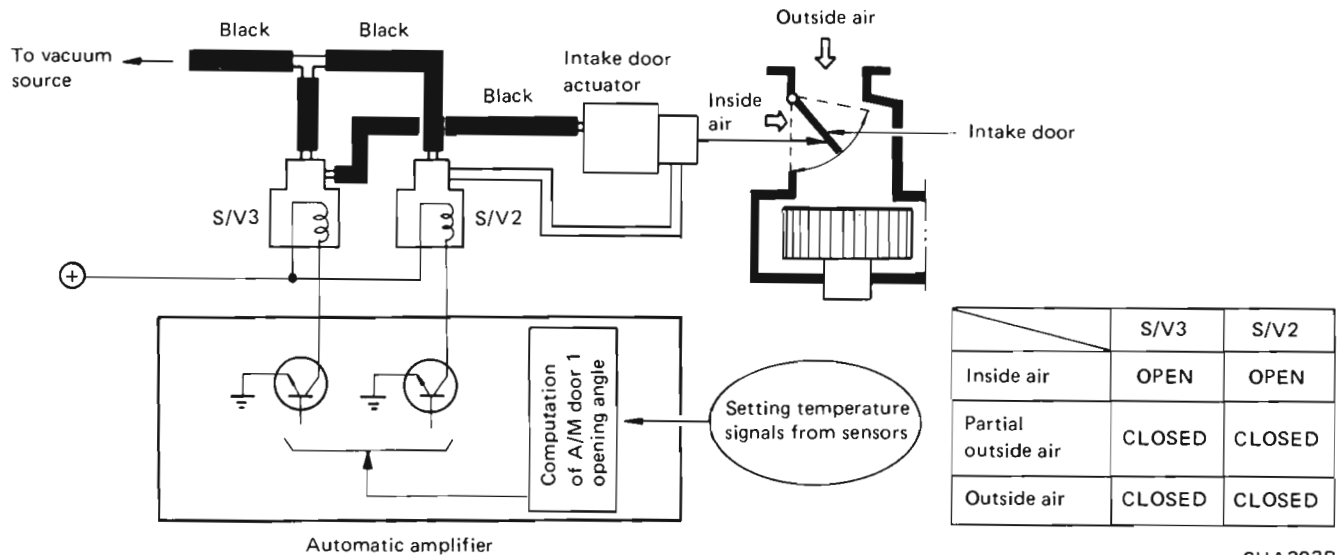 Outside air
Black
Black
To vacuum
source
Intake door
actuator
Black
Inside
air
Intake door
S/V3
S/V2
+
Computation
of A/M door 1
opening angle
Setting temperature
signals from sensors
Automatic amplifier
S/V3 S/V2
Inside air OPEN OPEN
Partial
outside air CLOSED CLOSED
Outside air CLOSED CLOSED